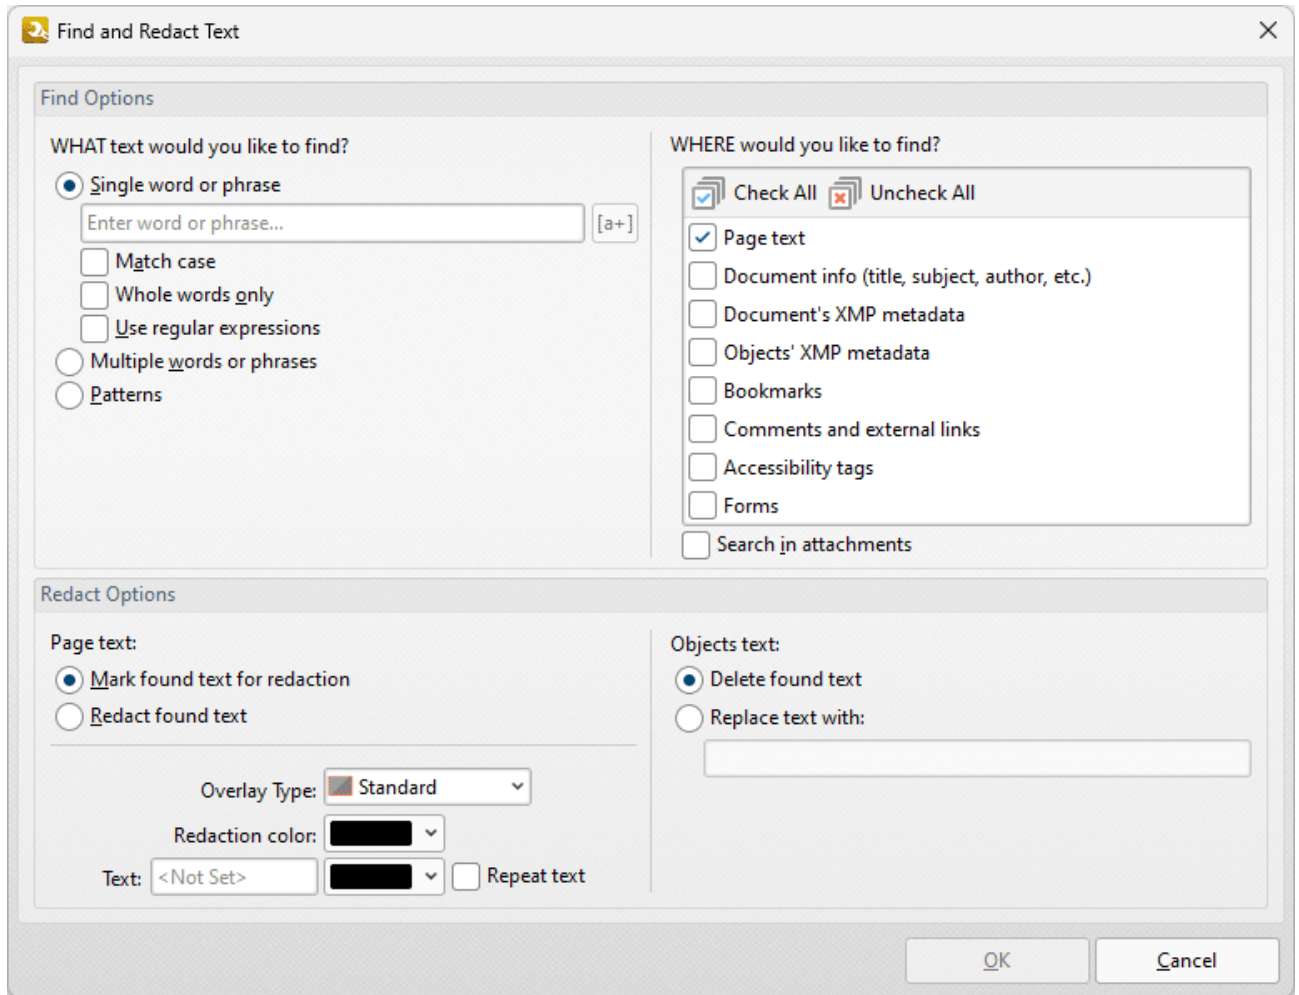 Find and Redact Text
Find Options
WHAT text would you like to find?
Single word or phrase
Enter word or phrase...
[a+]
Match case
Whole words only
Use regular expressions
Multiple words or phrases
Patterns
WHERE would you like to find?
Check All Uncheck All
Page text
Document info (title, subject, author, etc.)
Document's XMP metadata
Objects' XMP metadata
Bookmarks
Comments and external links
Accessibility tags
Forms
Search in attachments
Redact Options
Page text:
Mark found text for redaction
Redact found text
Overlay Type: Standard
Redaction color:
Text: <Not Set> Repeat text
Objects text:
Delete found text
Replace text with:
OK Cancel